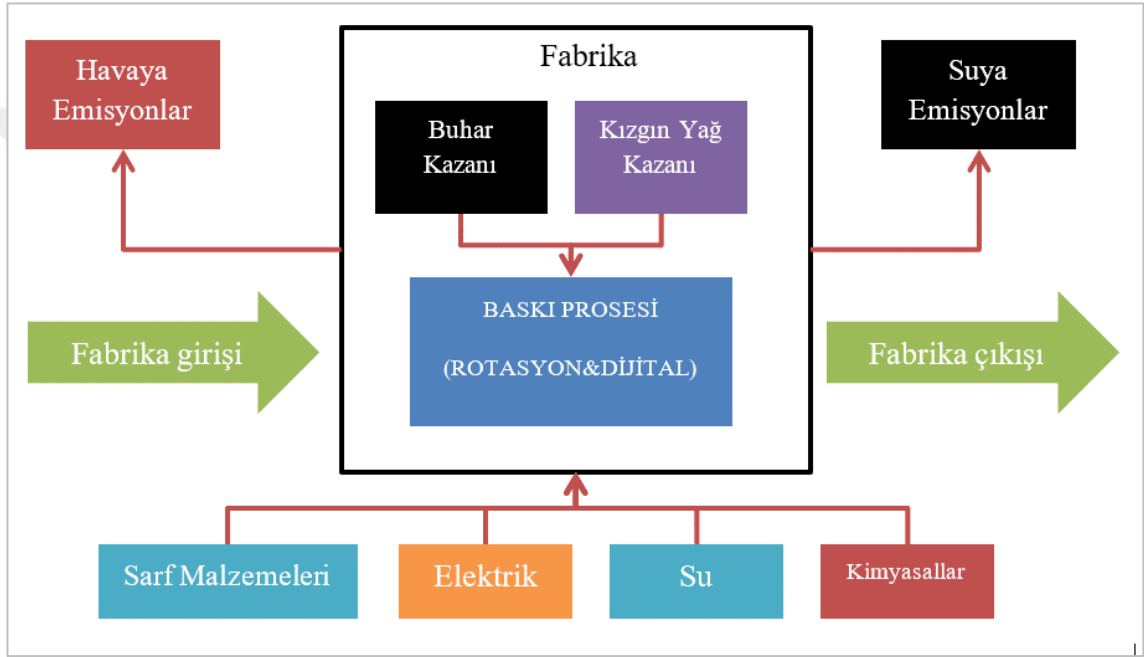 Fabrika
Havaya
Emisyonlar
Suya
Emisyonlar
Buhar
Kazanı
Kızgın Yağ
Kazanı
BASKI PROSESİ
(ROTASYON&DİJİTAL)
Fabrika girişi
Fabrika çıkışı
Sarf Malzemeleri
Elektrik
Su
Kimyasallar